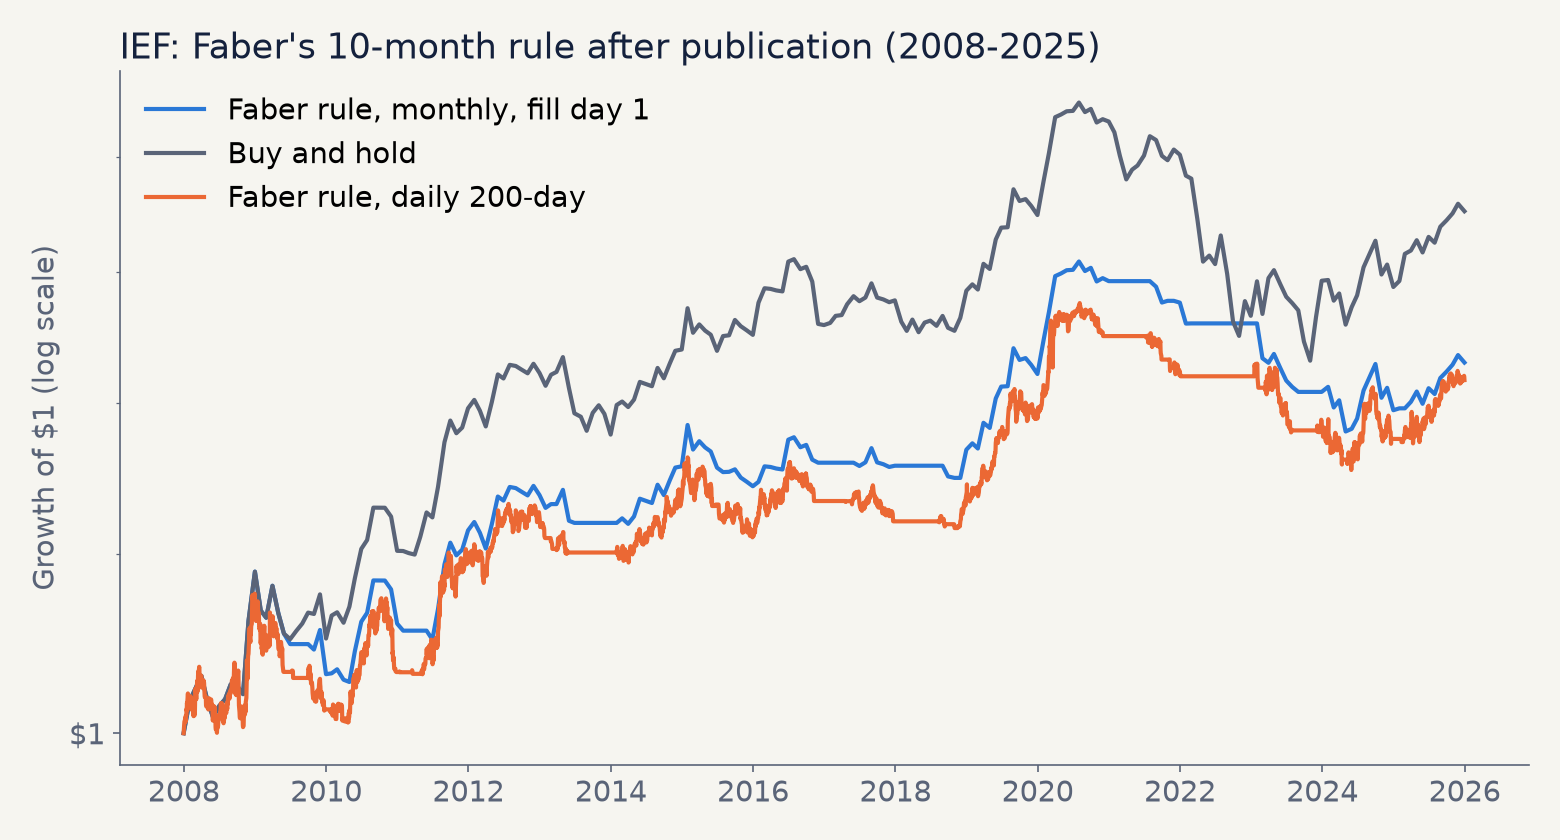 IEF: Faber's 10-month rule after publication (2008-2025)
Faber rule, monthly, fill day 1
Buy and hold
Faber rule, daily 200-day
Growth of $1 (log scale)
$1
2008 2010 2012 2014 2016 2018 2020 2022 2024 2026